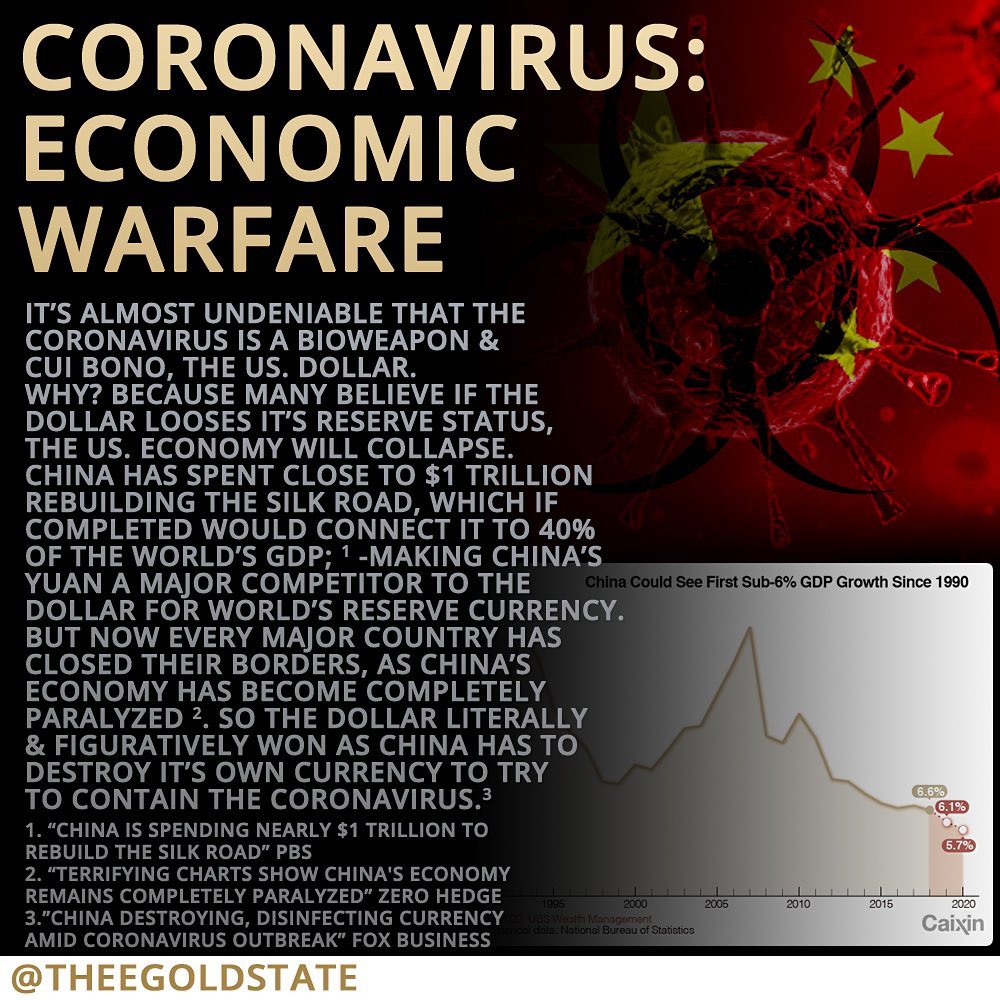 CORONAVIRUS:
ECONOMIC
WARFARE
IT'S ALMOST UNDENIABLE THAT THE
CORONAVIRUS IS A BIOWEAPON &
CUI BONO, THE US. DOLLAR.
WHY? BECAUSE MANY BELIEVE IF THE
DOLLAR LOOSES IT'S RESERVE STATUS,
THE US. ECONOMY WILL COLLAPSE.
CHINA HAS SPENT CLOSE TO $1 TRILLION
REBUILDING THE SILK ROAD, WHICH IF
COMPLETED WOULD CONNECT IT TO 40%
OF THE WORLD'S GDP; ¹ -MAKING CHINA'S
YUAN A MAJOR COMPETITOR TO THE
DOLLAR FOR WORLD'S RESERVE CURRENCY.
BUT NOW EVERY MAJOR COUNTRY HAS
CLOSED THEIR BORDERS, AS CHINA'S
ECONOMY HAS BECOME COMPLETELY
PARALYZED ². SO THE DOLLAR LITERALLY
& FIGURATIVELY WON AS CHINA HAS TO
DESTROY IT'S OWN CURRENCY TO TRY
TO CONTAIN THE CORONAVIRUS.³
1. “CHINA IS SPENDING NEARLY $1 TRILLION TO
REBUILD THE SILK ROAD” PBS
2. “TERRIFYING CHARTS SHOW CHINA'S ECONOMY
REMAINS COMPLETELY PARALYZED” ZERO HEDGE
3.”CHINA DESTROYING, DISINFECTING CURRENCY
AMID CORONAVIRUS OUTBREAK” FOX BUSINESS
China Could See First Sub-6% GDP Growth Since 1990
6.6%
6.1%
5.7%
1995 2000 2005 2010 2015 2020
UBS Wealth Management
data: National Bureau of Statistics
Caixin
@THEEGOLDSTATE